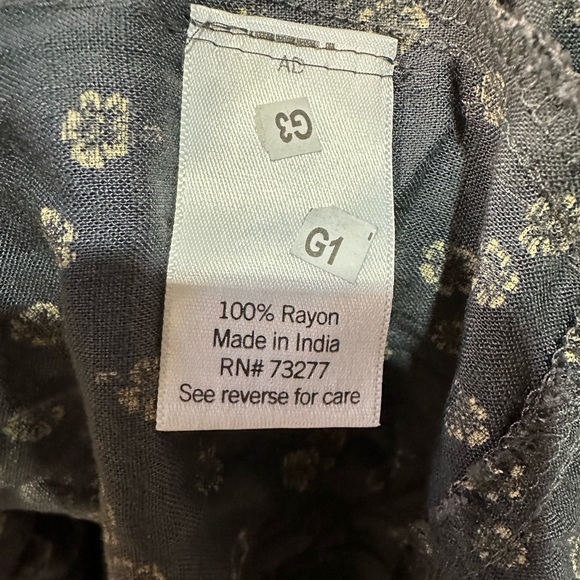 AD
G3
G1
100% Rayon
Made in India
RN# 73277
See reverse for care